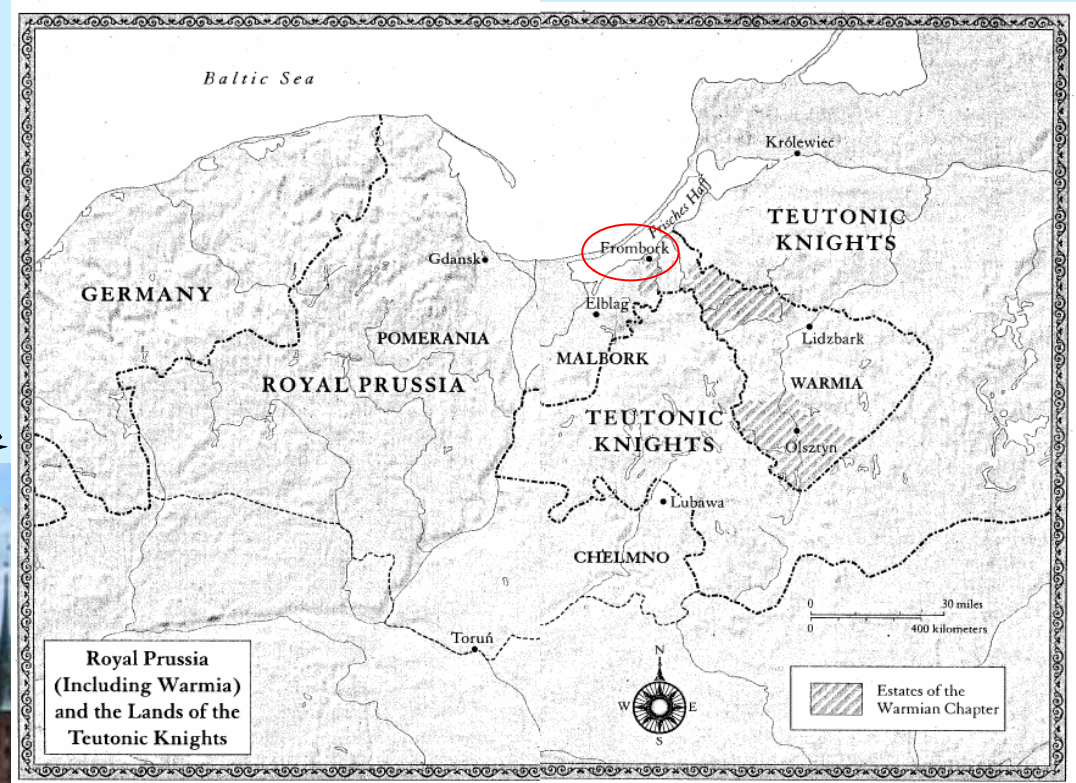 Baltic Sea
Królewiec
Frisches Haff
TEUTONIC
KNIGHTS
Frombork
Gdansk
GERMANY
Elblag
Lidzbark
POMERANIA
MALBORK
ROYAL PRUSSIA
WARMIA
TEUTONIC
KNIGHTS
Olsztyn
Lubawa
CHELMNO
0 30 miles
0 400 kilometers
Toruń
N
W E
S
Royal Prussia
(Including Warmia)
and the Lands of the
Teutonic Knights
Estates of the
Warmian Chapter